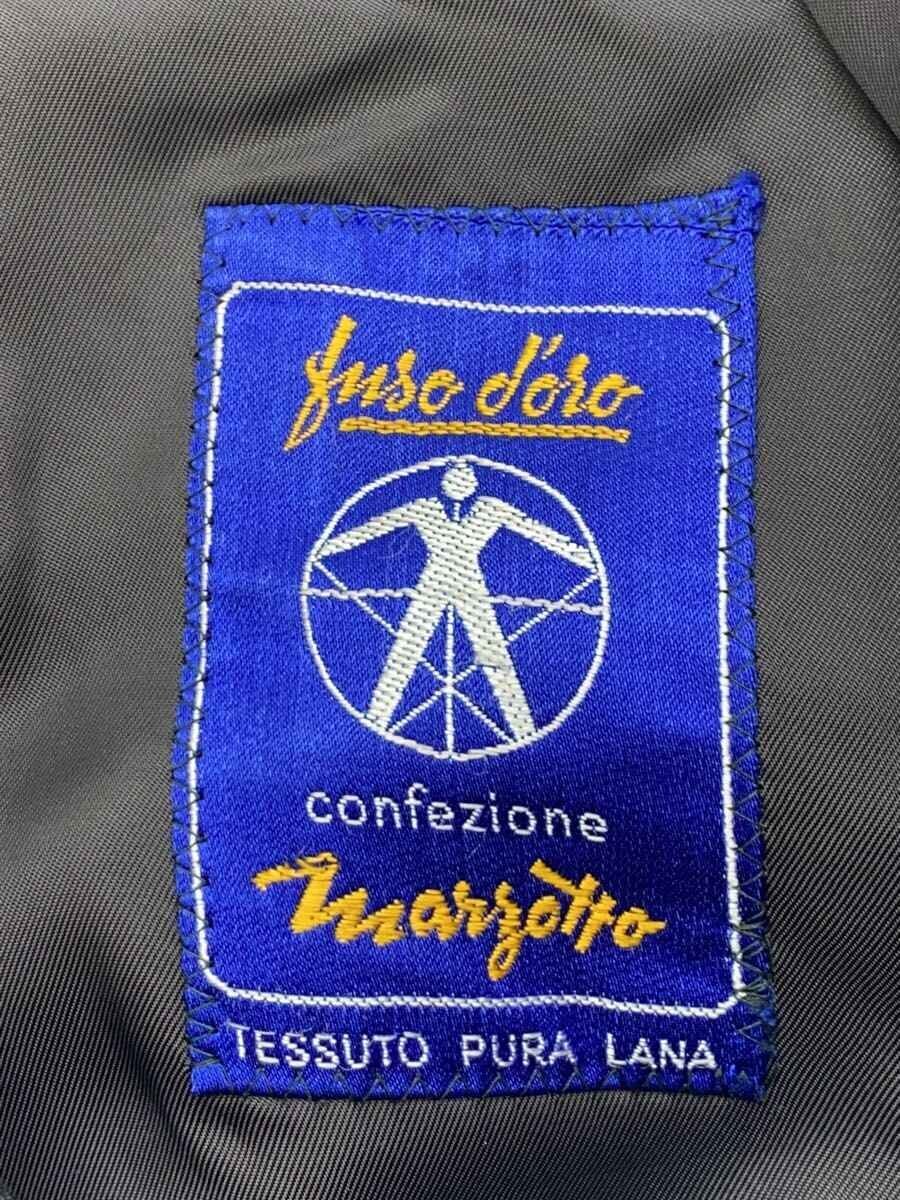 fuso d'oro
confezione
marzotto
TESSUTO PURA LANA